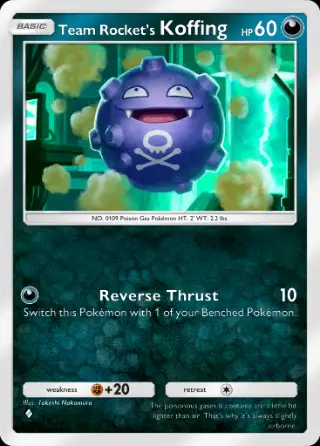 BASIC Team Rocket's Koffing HP 60
NO. 0109 Poison Gas Pokémon HT: 2' WT: 2.2 lbs.
Reverse Thrust 10
Switch this Pokémon with 1 of your Benched Pokémon.
weakness +20 retreat
Illus. Takeshi Nakamura
The poisonous gases it contains are a little bit
lighter than air. That's why it's always slightly
airborne.